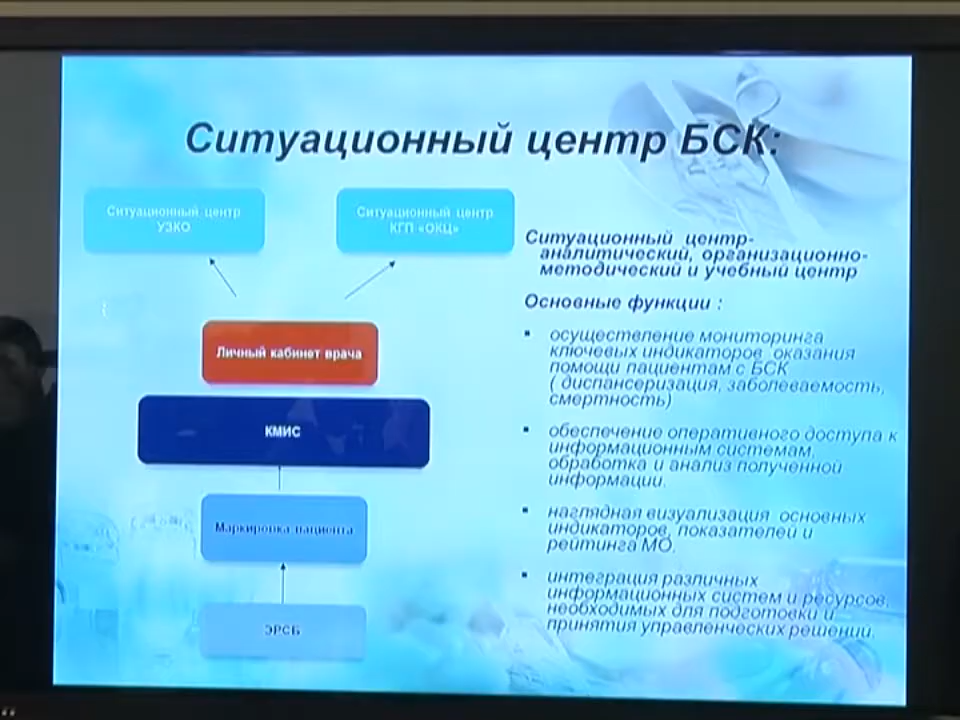 Ситуационный центр БСК:
Ситуационный центр
УЗКО
Ситуационный центр
КГП «ОКЦ»
Личный кабинет врача
КМИС
Маркировка пациента
ЭРСБ
Ситуационный центр-
аналитический, организационно-
методический и учебный центр
Основные функции :
▪ осуществление мониторинга
ключевых индикаторов оказания
помощи пациентам с БСК
( диспансеризация, заболеваемость,
смертность)
▪ обеспечение оперативного доступа к
информационным системам,
обработка и анализ полученной
информации.
▪ наглядная визуализация основных
индикаторов, показателей и
рейтинга МО.
▪ интеграция различных
информационных систем и ресурсов,
необходимых для подготовки и
принятия управленческих решений.